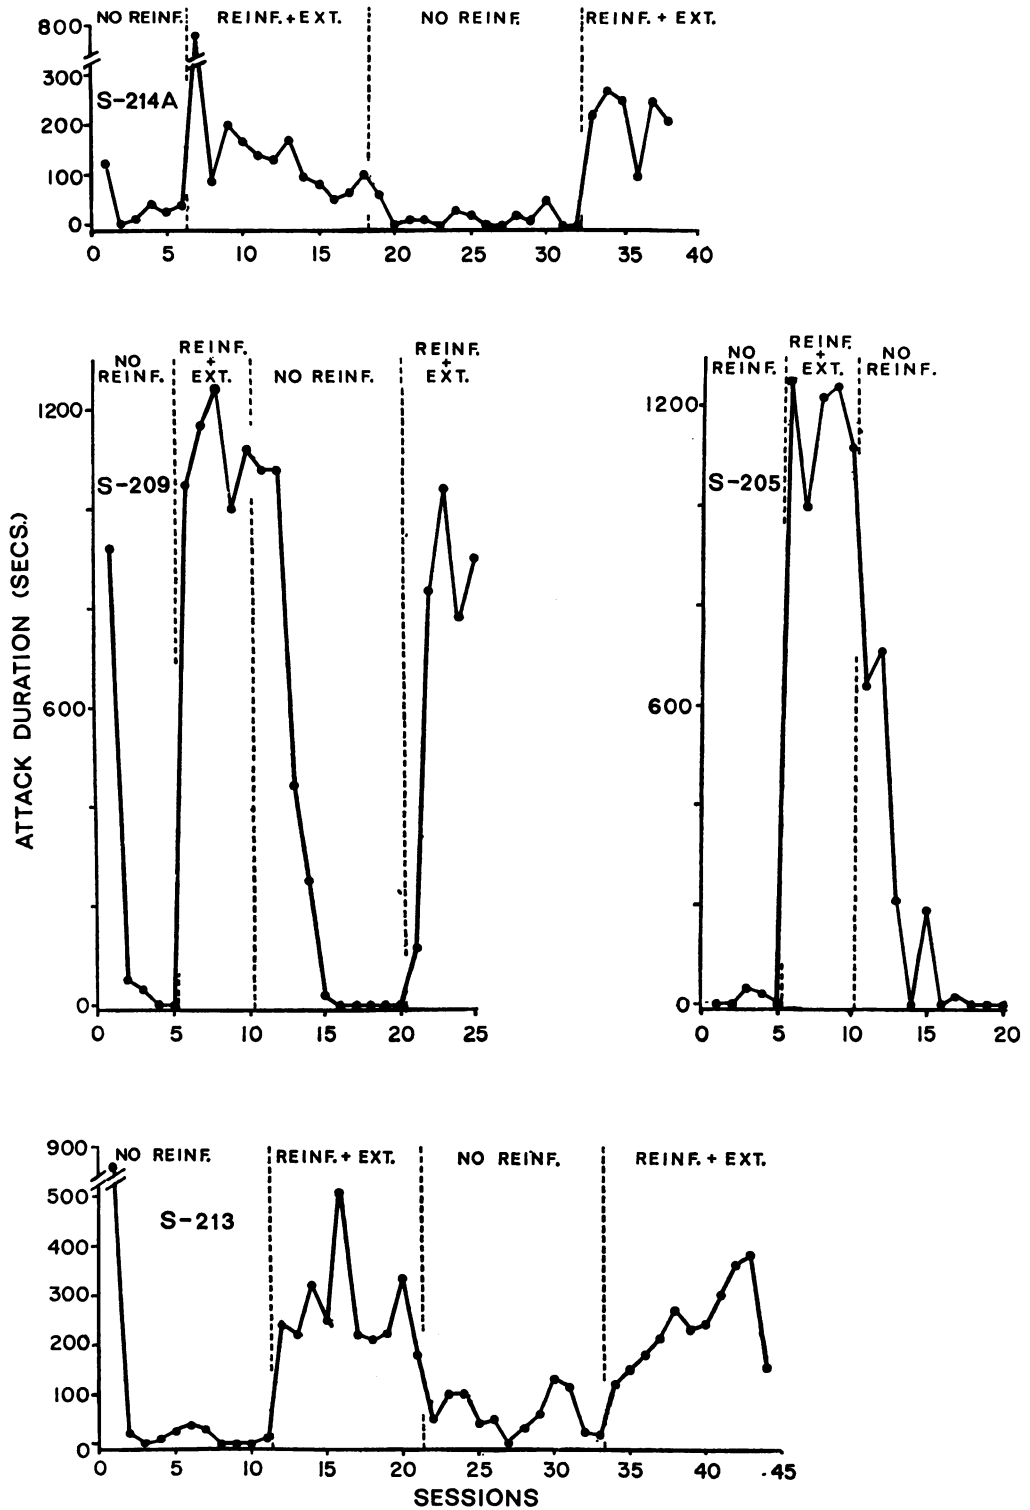 NO REINF. REINF.+EXT. NO REINF. REINF. + EXT.
800
300
S-214A
200
100
0
0 5 10 15 20 25 30 35 40
NO REINF. REINF. + EXT. NO REINF. REINF. + EXT.
1200
S-209
600
0
0 5 10 15 20 25
NO REINF. REINF. + EXT. NO REINF.
1200
S-205
600
0
0 5 10 15 20
ATTACK DURATION (SECS.)
900
NO REINF. REINF. + EXT. NO REINF. REINF. + EXT.
500
S-213
400
300
200
100
0
0 5 10 15 20 25 30 35 40 45
SESSIONS